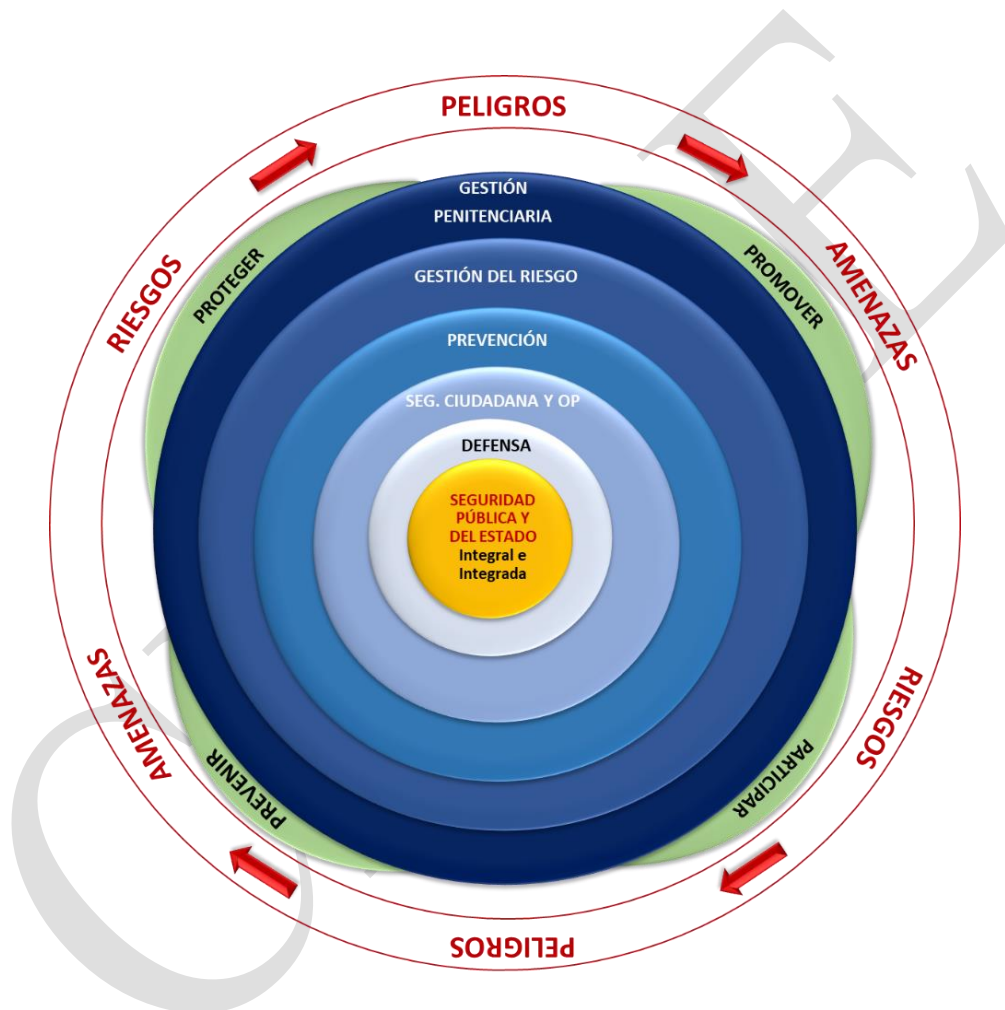 PELIGROS
AMENAZAS
RIESGOS
PELIGROS
AMENAZAS
RIESGOS
PROTEGER
PROMOVER
PARTICIPAR
PREVENIR
GESTIÓN
PENITENCIARIA
GESTIÓN DEL RIESGO
PREVENCIÓN
SEG. CIUDADANA Y OP
DEFENSA
SEGURIDAD
PÚBLICA Y
DEL ESTADO
Integral e
Integrada